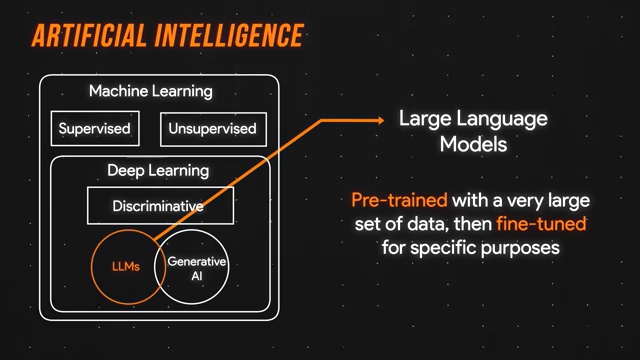 ARTIFICIAL INTELLIGENCE
Machine Learning
Supervised
Unsupervised
Deep Learning
Discriminative
LLMs
Generative
AI
Large Language
Models
Pre-trained with a very large
set of data, then fine-tuned
for specific purposes